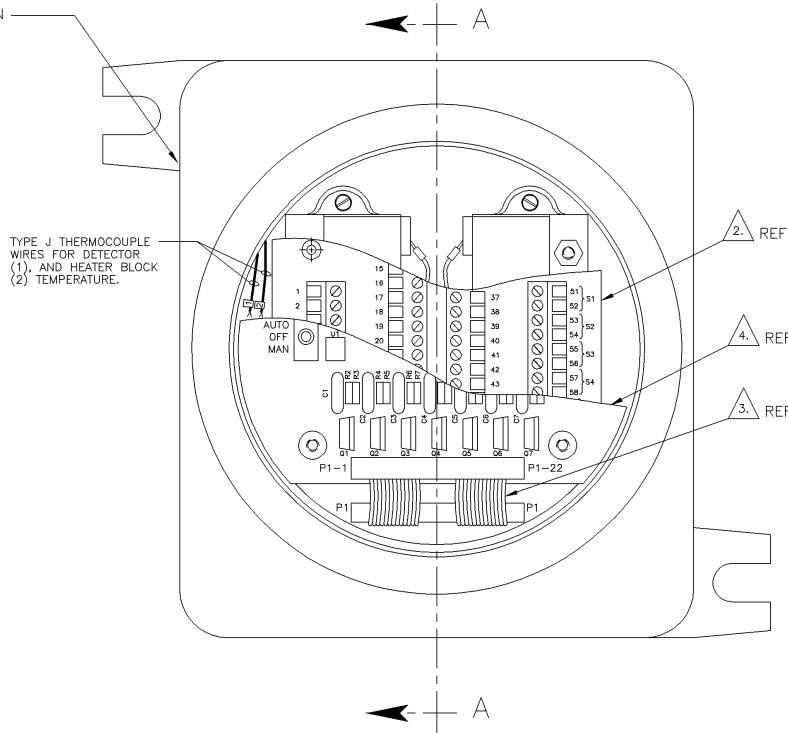 A
N
2. REF
TYPE J THERMOCOUPLE
WIRES FOR DETECTOR
(1), AND HEATER BLOCK
(2) TEMPERATURE.
1
2
1
2
AUTO
OFF
MAN
U1
15
16
17
18
19
20
37
38
39
40
41
42
43
51
52
53
54
55
56
57
58
S1
S2
S3
S4
4. REF
3. REF
C1 R2 R3 C2 R4 R5 C3 R6 R7 C4 C5 C6 C7
Q1 Q2 Q3 Q4 Q5 Q6 Q7
P1-1 P1-22
P1 P1
A